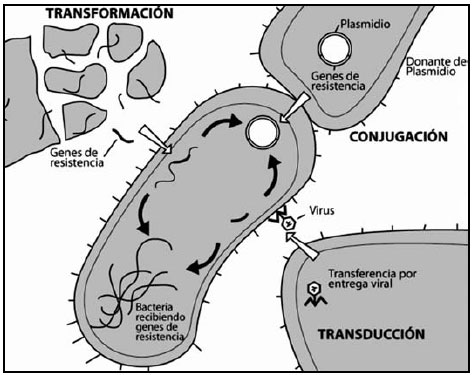 TRANSFORMACIÓN
Plasmidio
Genes de
resistencia
Donante de
Plasmidio
CONJUGACIÓN
Genes de
resistencia
Virus
Transferencia por
entrega viral
Bacteria
recibiendo
genes de
resistencia
TRANSDUCCIÓN